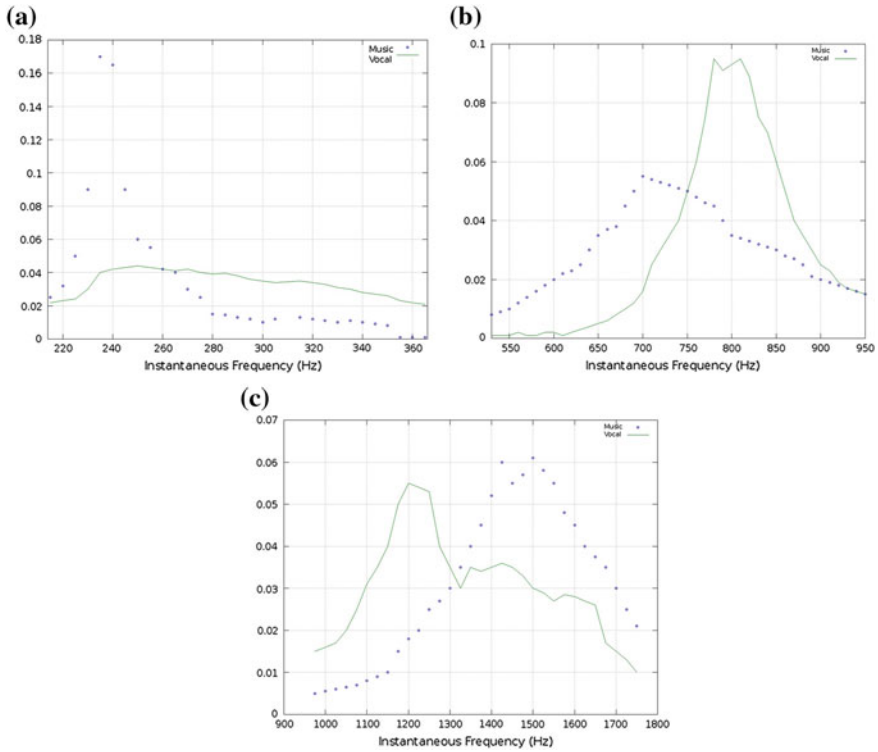 (a)
0.18
0.16
0.14
0.12
0.1
0.08
0.06
0.04
0.02
0
220 240 260 280 300 320 340 360
Instantaneous Frequency (Hz)
Music
Vocal
(b)
0.1
0.08
0.06
0.04
0.02
0
550 600 650 700 750 800 850 900 950
Instantaneous Frequency (Hz)
Music
Vocal
(c)
0.07
0.06
0.05
0.04
0.03
0.02
0.01
0
900 1000 1100 1200 1300 1400 1500 1600 1700 1800
Instantaneous Frequency (Hz)
Music
Vocal